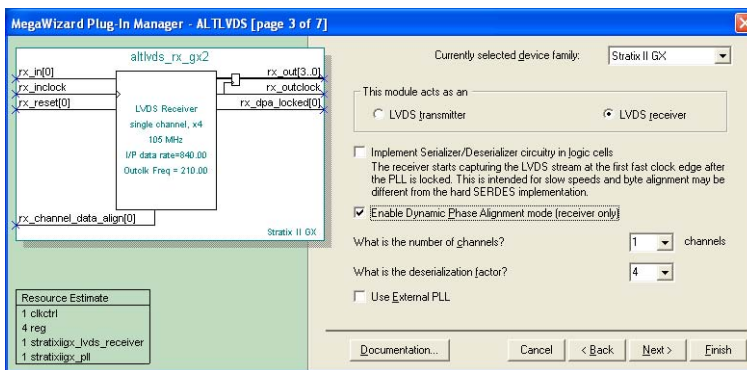 MegaWizard Plug-In Manager - ALTLVDS [page 3 of 7]
altlvds_rx_gx2
rx_in[0]
rx_inclock
rx_reset[0]
rx_channel_data_align[0]
rx_out[3..0]
rx_outclock
rx_dpa_locked[0]
LVDS Receiver
single channel, x4
105 MHz
I/P data rate=840.00
Outclk Freq = 210.00
Stratix II GX
Resource Estimate
1 clkctrl
4 reg
1 stratixiigx_lvds_receiver
1 stratixiigx_pll
Currently selected device family: Stratix II GX
This module acts as an
LVDS transmitter LVDS receiver
Implement Serializer/Deserializer circuitry in logic cells
The receiver starts capturing the LVDS stream at the first fast clock edge after
the PLL is locked. This is intended for slow speeds and byte alignment may be
different from the hard SERDES implementation.
Enable Dynamic Phase Alignment mode (receiver only)
What is the number of channels? 1 channels
What is the deserialization factor? 4
Use External PLL
Documentation... Cancel < Back Next > Finish